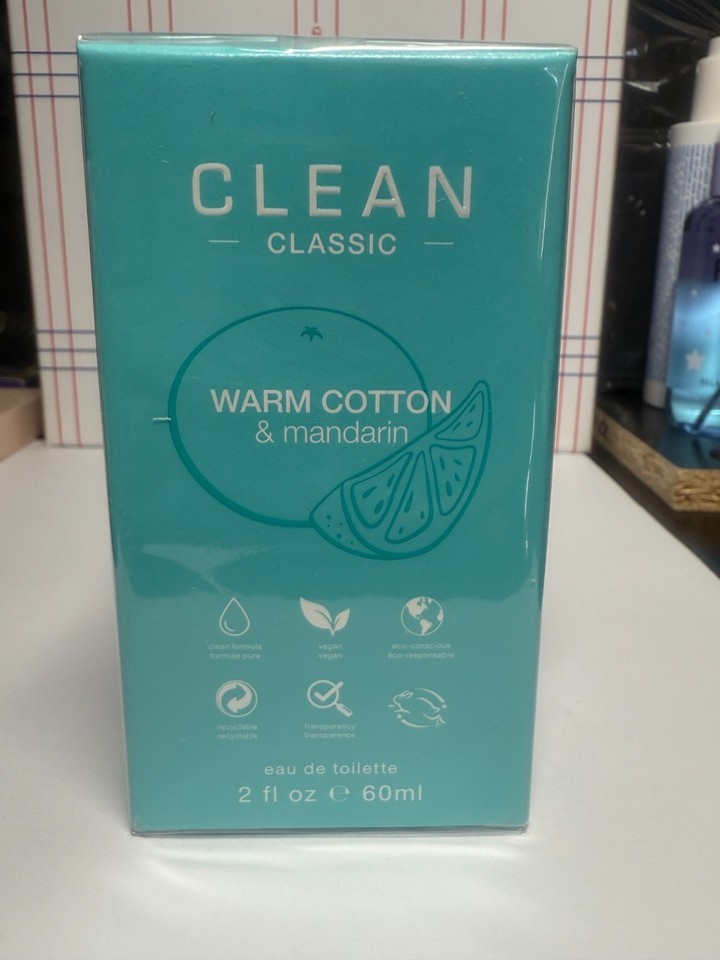 CLEAN
CLASSIC
WARM COTTON
& mandarin
clean formula
formule pure
vegan
vegan
eco-conscious
éco-responsable
recyclable
recyclable
transparency
transparence
eau de toilette
2 fl oz ℮ 60ml